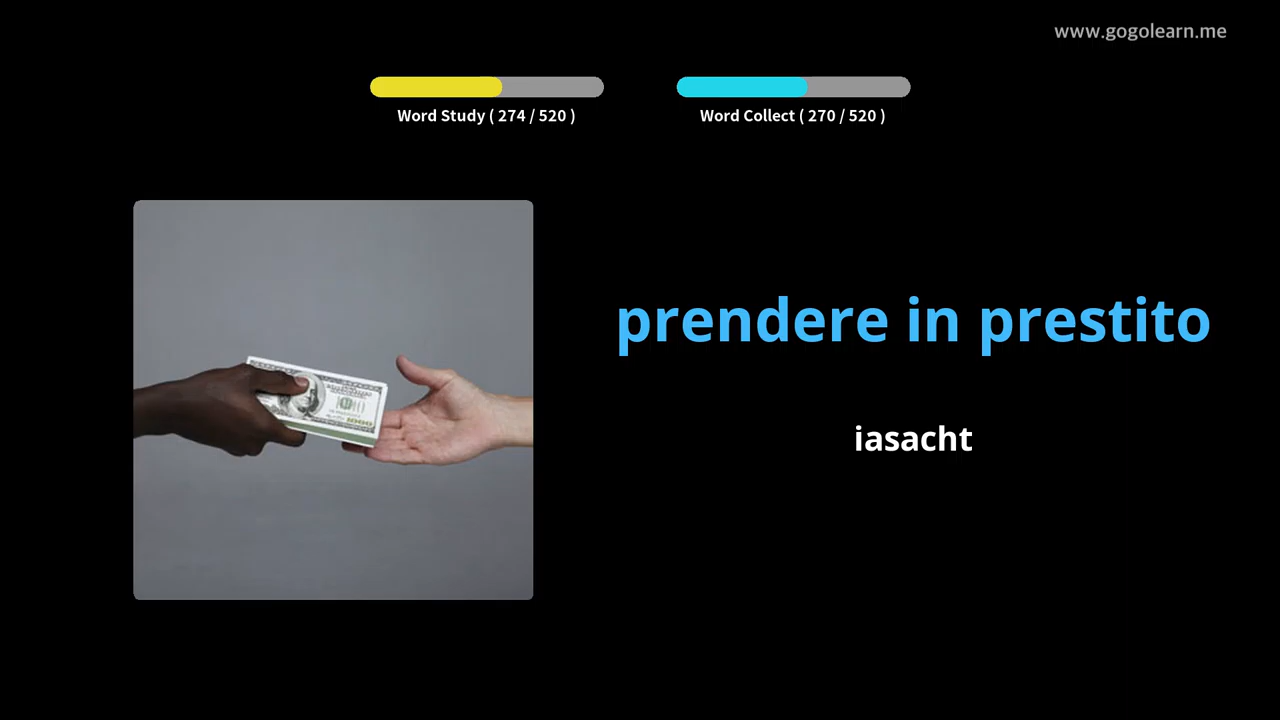 www.gogolearn.me
Word Study ( 274 / 520 )
Word Collect ( 270 / 520 )
prendere in prestito
iasacht